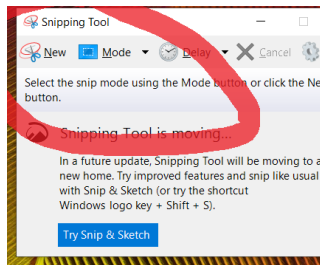 Snipping Tool
New Mode Delay Cancel
Select the snip mode using the Mode button or click the Ne
button.
Snipping Tool is moving...
In a future update, Snipping Tool will be moving to a
new home. Try improved features and snip like usual
with Snip & Sketch (or try the shortcut
Windows logo key + Shift + S).
Try Snip & Sketch